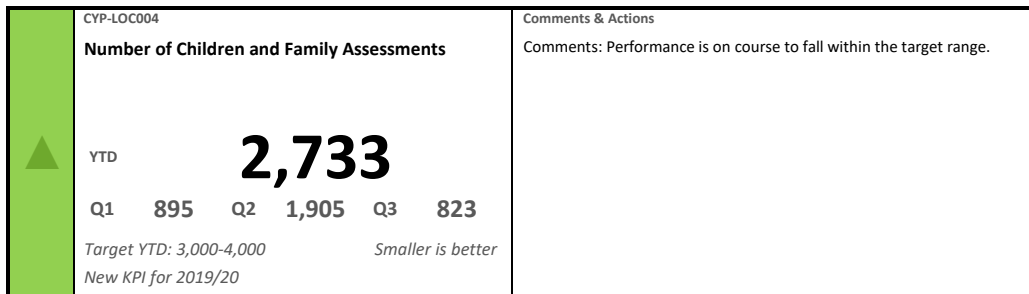 CYP-LOC004
Number of Children and Family Assessments
YTD 2,733
Q1 895 Q2 1,905 Q3 823
Target YTD: 3,000-4,000 Smaller is better
New KPI for 2019/20
Comments & Actions
Comments: Performance is on course to fall within the target range.